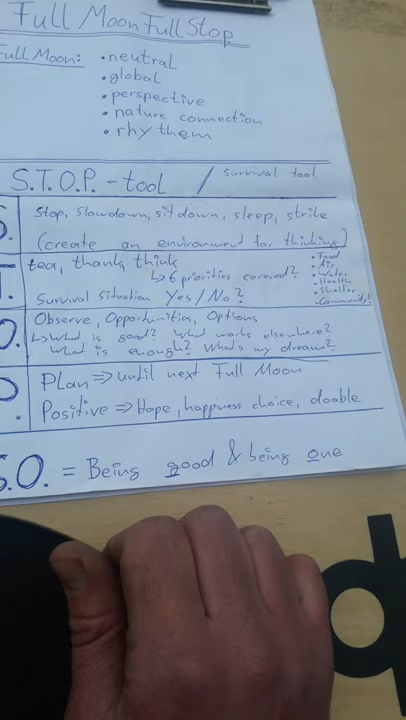 Full Moon Full Stop
Full Moon:
• neutral
• global
• perspective
• nature connection
• rhythem
S.T.O.P. - tool / survival tool
S. Stop, slowdown, sit down, sleep, strike
(create an environment for thinking)
T. tea, thank, think
↳ 6 priorities covered?
• Food
• Air
• Water
• Health
• Shelter
• Community!
Survival Situation Yes / No?
O. Observe, Opportunities, Options
↳ What is good? What works elsewhere?
What is enough? What's my dream?
P. PLan ⇒ until next Full Moon
Positive ⇒ Hope, happiness choice, doable
S.O. = Being good & being one